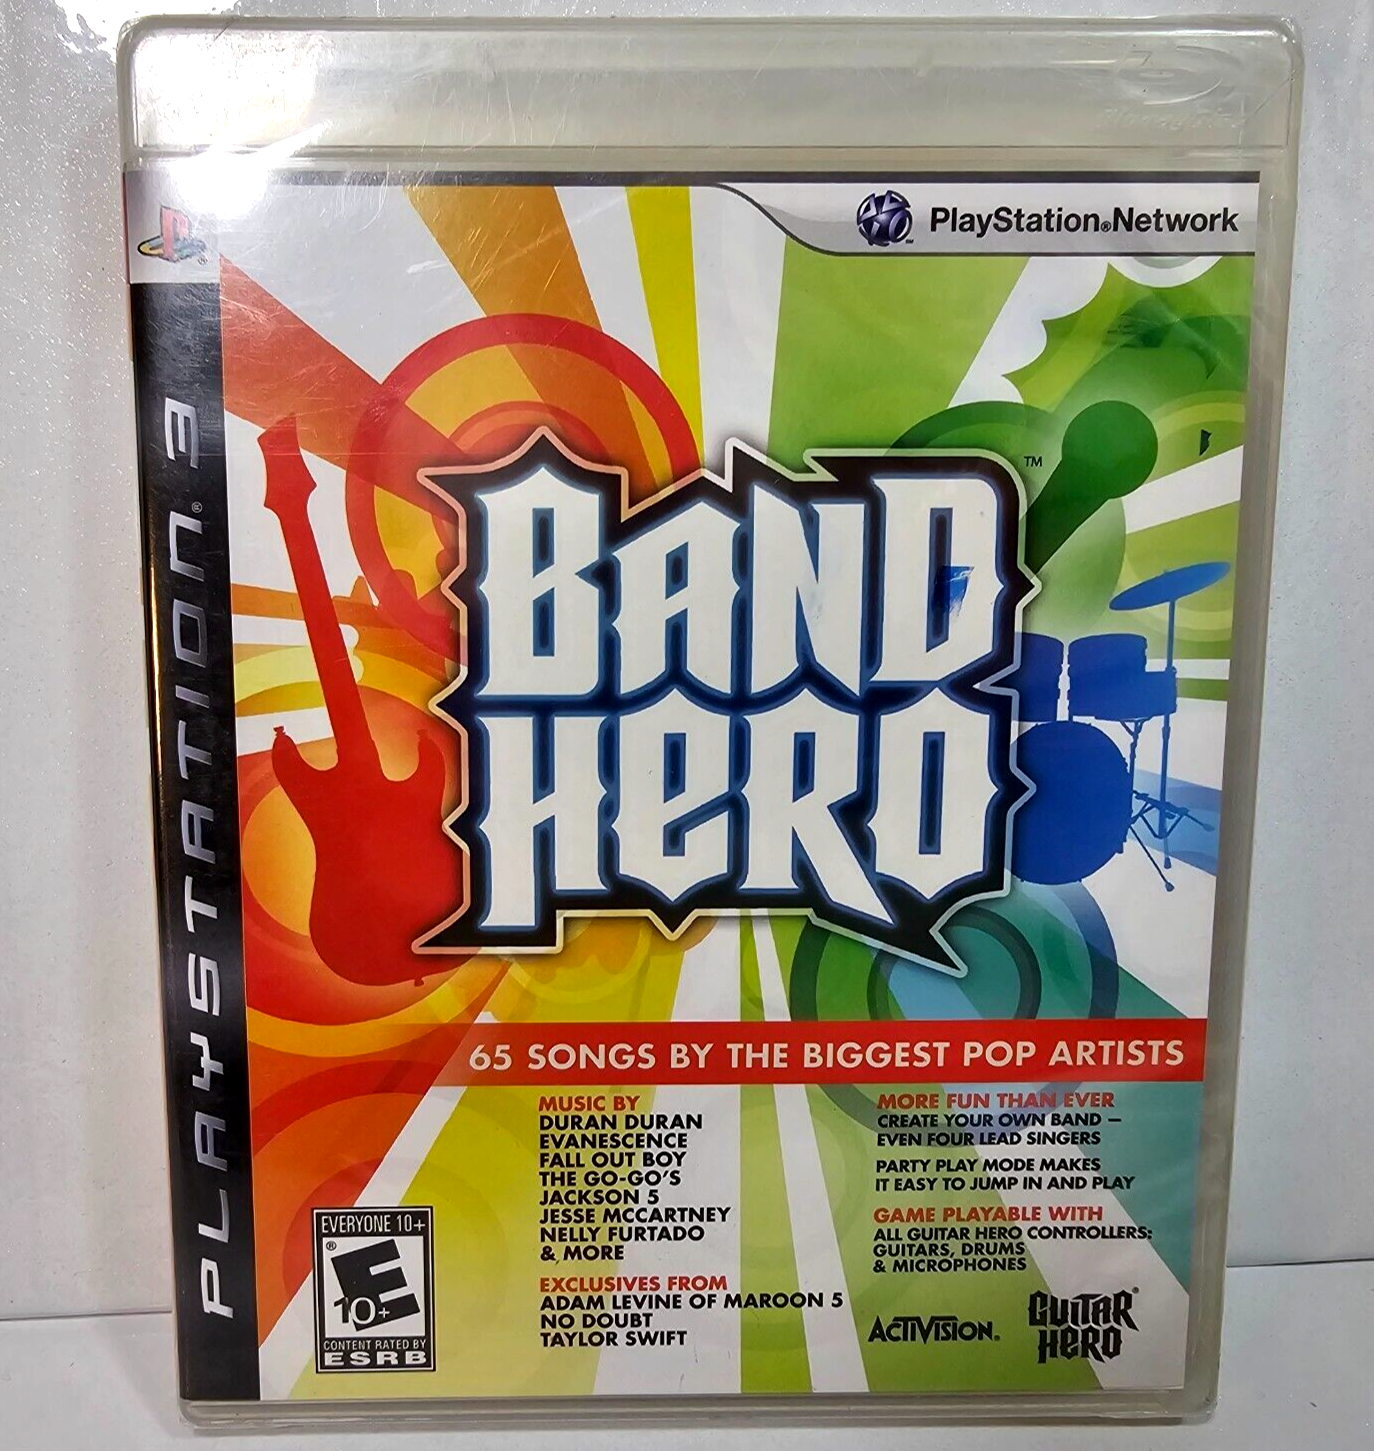 PlayStation®Network
PLAYSTATION®3
BAND
HERO
™
65 SONGS BY THE BIGGEST POP ARTISTS
MUSIC BY
DURAN DURAN
EVANESCENCE
FALL OUT BOY
THE GO-GO'S
JACKSON 5
JESSE MCCARTNEY
NELLY FURTADO
& MORE
EXCLUSIVES FROM
ADAM LEVINE OF MAROON 5
NO DOUBT
TAYLOR SWIFT
MORE FUN THAN EVER
CREATE YOUR OWN BAND –
EVEN FOUR LEAD SINGERS
PARTY PLAY MODE MAKES
IT EASY TO JUMP IN AND PLAY
GAME PLAYABLE WITH
ALL GUITAR HERO CONTROLLERS:
GUITARS, DRUMS
& MICROPHONES
EVERYONE 10+
E
10+
®
CONTENT RATED BY
ESRB
ACTIVISION®
GUITAR®
HERO